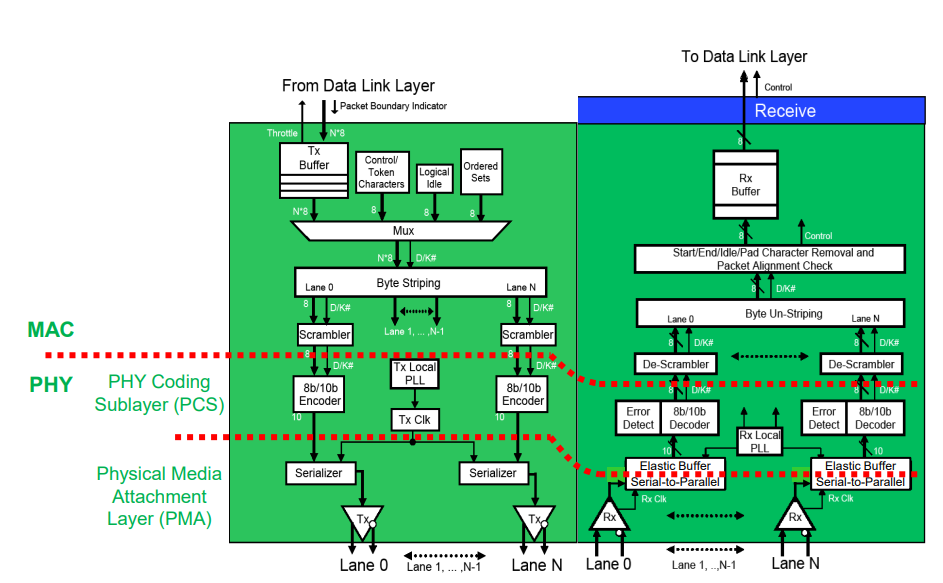 To Data Link Layer
Control
Receive
From Data Link Layer
Packet Boundary Indicator
Throttle
N*8
Tx
Buffer
Control/
Token
Characters
Logical
Idle
Ordered
Sets
N*8
8
8
8
Mux
N*8
D/K#
Byte Striping
Lane 0
Lane N
8
D/K#
8
D/K#
Lane 1, ... ,N-1
Scrambler
Scrambler
8
D/K#
8
D/K#
Tx Local
PLL
8b/10b
Encoder
8b/10b
Encoder
10
10
Tx Clk
Serializer
Serializer
Tx
Tx
Lane 0
Lane 1, ... ,N-1
Lane N
MAC
PHY
PHY Coding
Sublayer (PCS)
Physical Media
Attachment
Layer (PMA)
8
Rx
Buffer
8
Control
Start/End/Idle/Pad Character Removal and
Packet Alignment Check
8
D/K#
Byte Un-Striping
Lane 0
Lane N
8
D/K#
8
D/K#
De-Scrambler
De-Scrambler
8
D/K#
8
D/K#
Error
Detect
8b/10b
Decoder
Error
Detect
8b/10b
Decoder
Rx Local
PLL
10
10
Elastic Buffer
Serial-to-Parallel
Elastic Buffer
Serial-to-Parallel
Rx Clk
Rx Clk
Rx
Rx
Lane 0
Lane 1, ..,N-1
Lane N